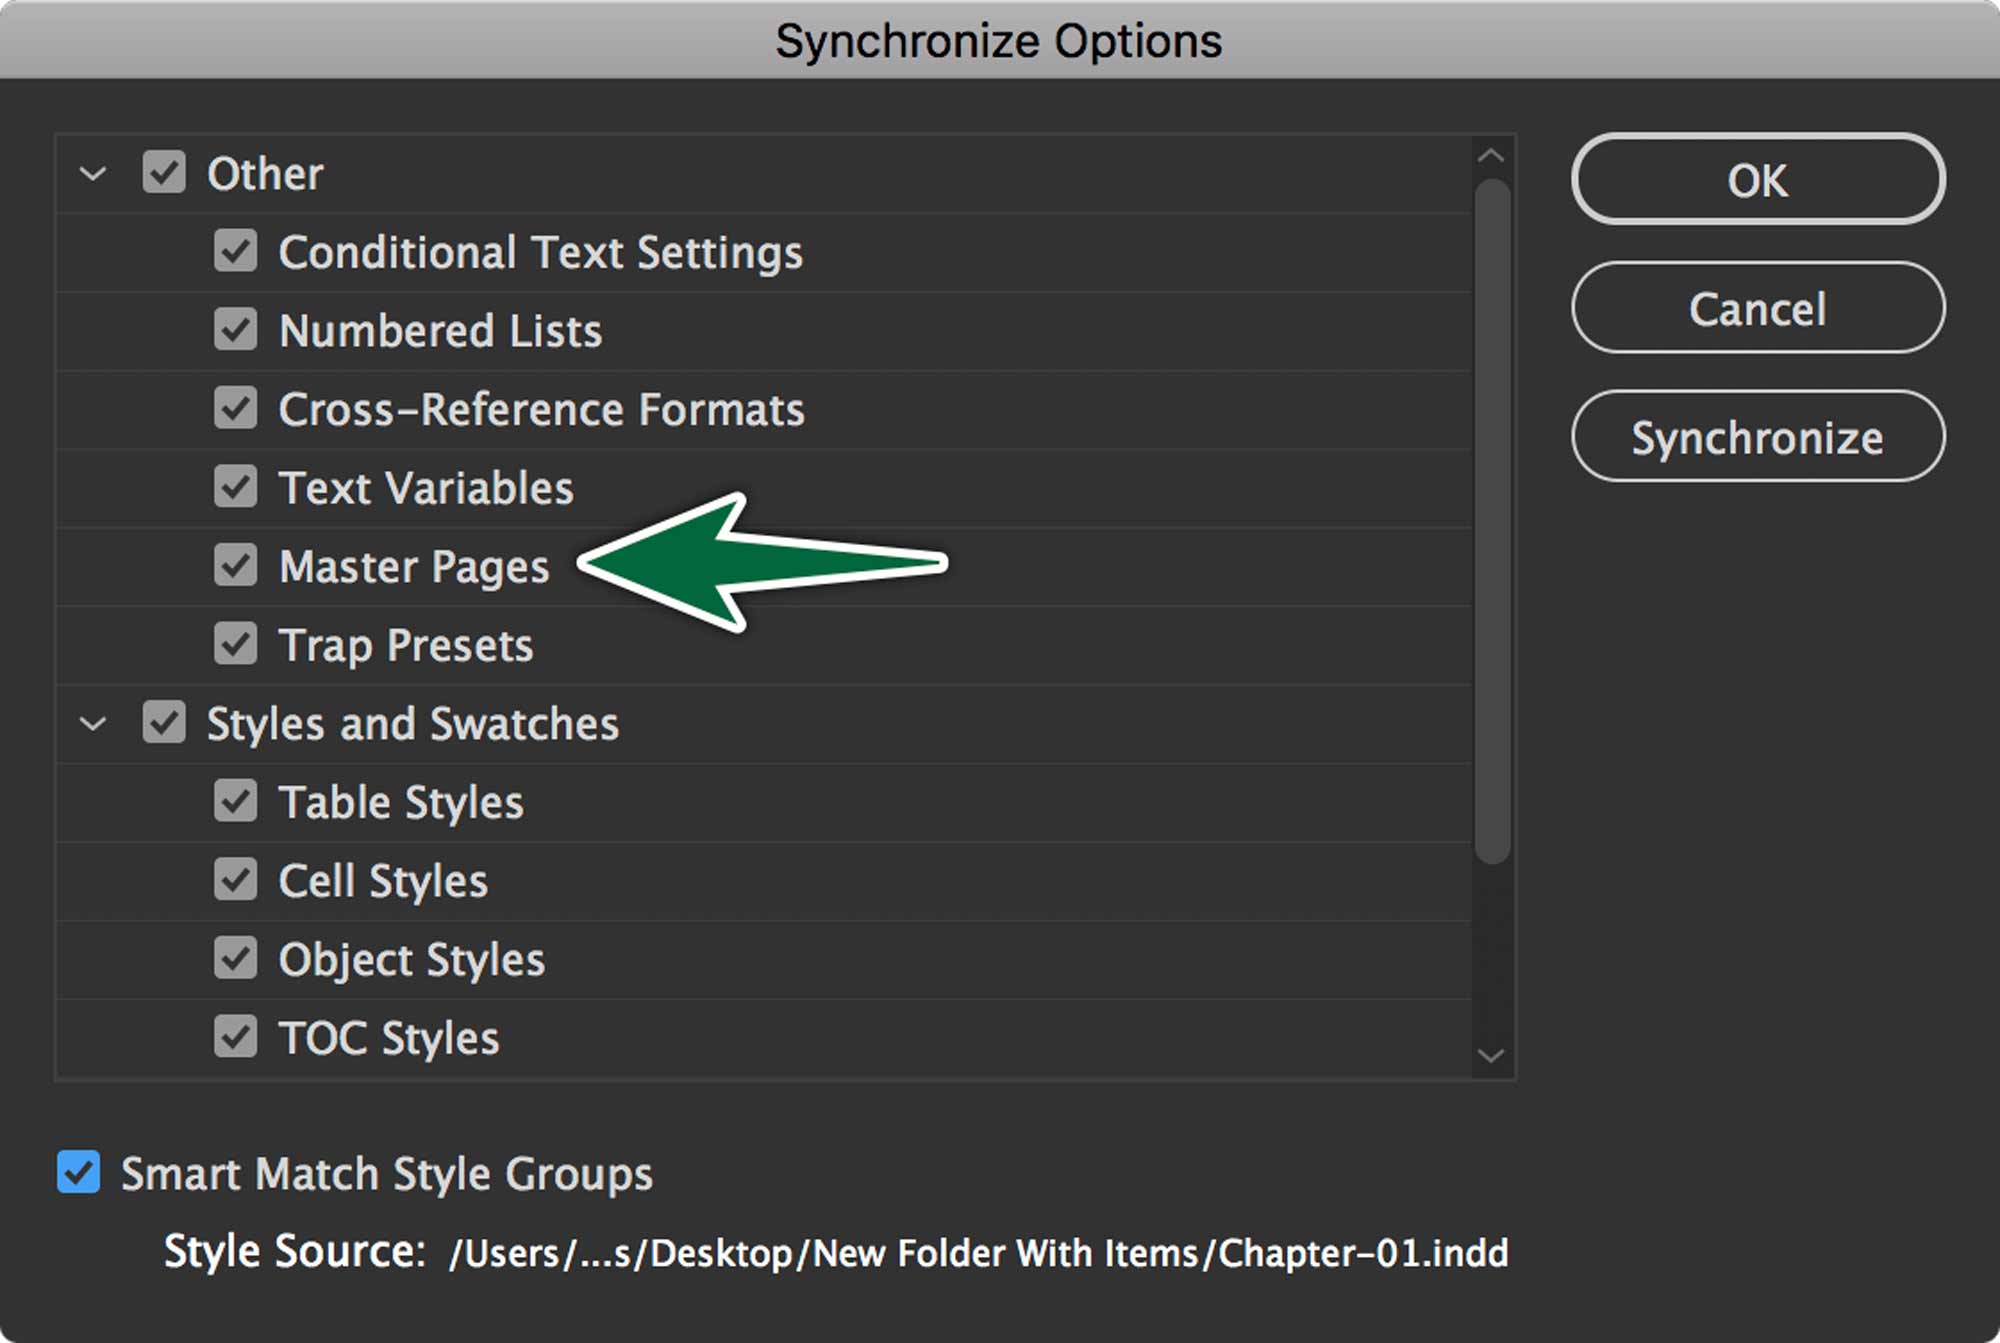 Synchronize Options
Other
Conditional Text Settings
Numbered Lists
Cross-Reference Formats
Text Variables
Master Pages
Trap Presets
Styles and Swatches
Table Styles
Cell Styles
Object Styles
TOC Styles
OK
Cancel
Synchronize
Smart Match Style Groups
Style Source: /Users/...s/Desktop/New Folder With Items/Chapter-01.indd